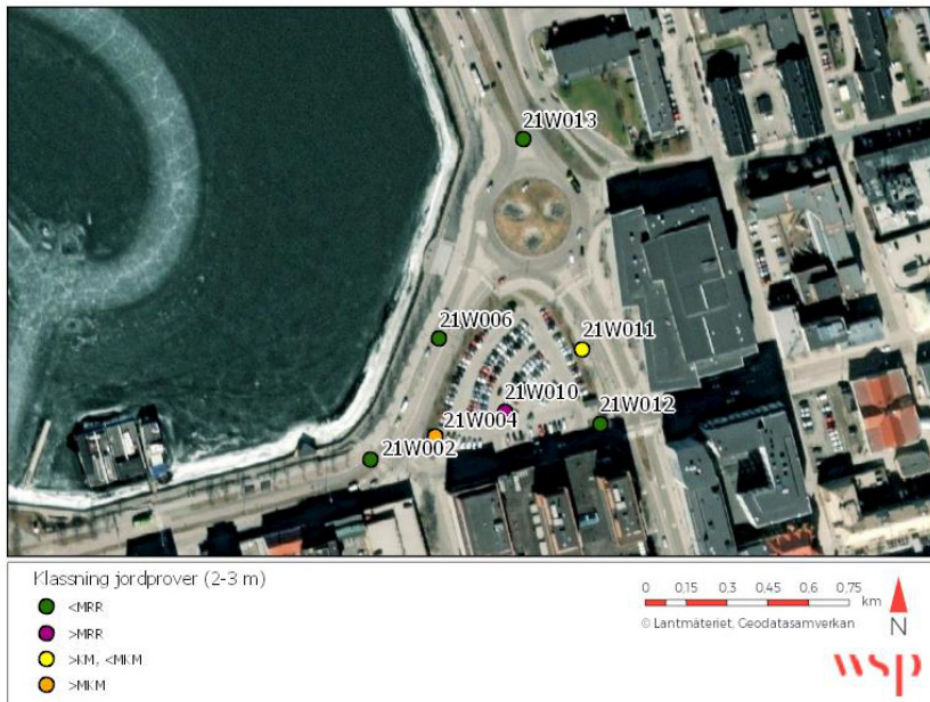 21W013
21W006
21W011
21W010
21W012
21W004
21W002
Klassning jordprover (2-3 m)
<MRR
>MRR
>KM, <MKM
>MKM
0 0,15 0,3 0,45 0,6 0,75 km
© Lantmäteriet, Geodatasamverkan
N
wsp